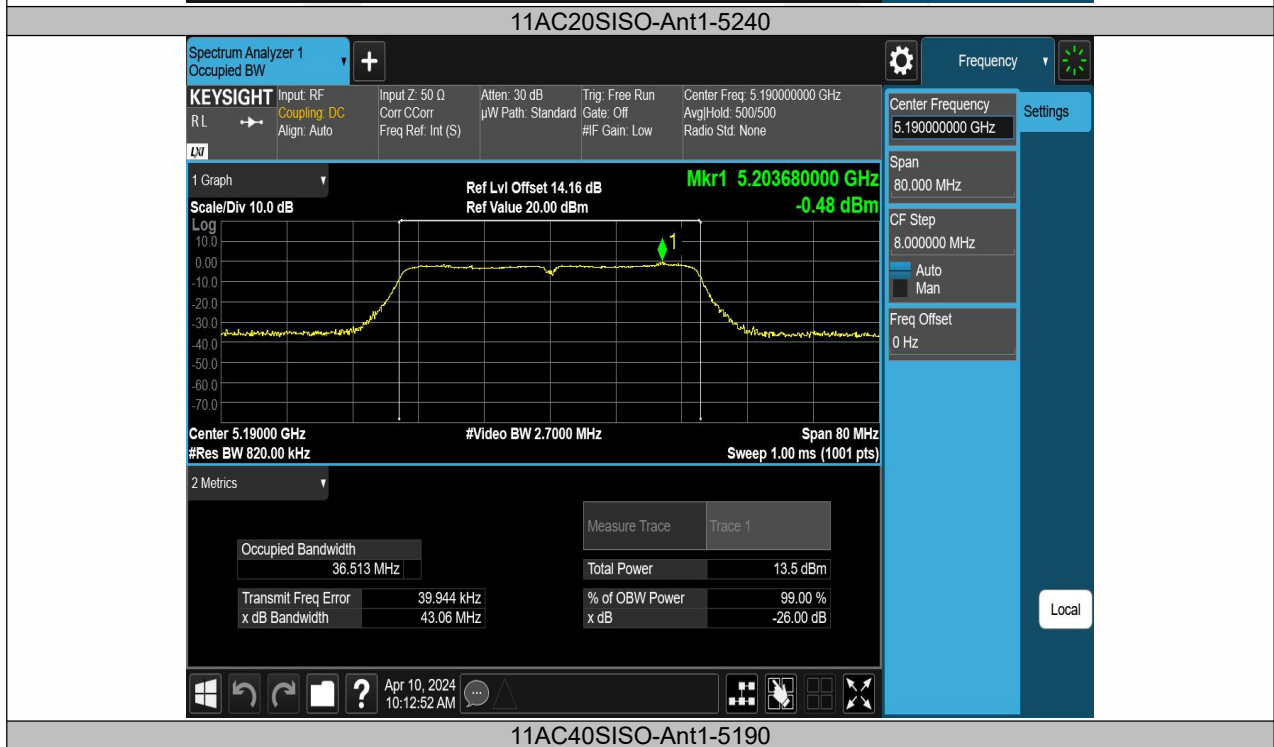 11AC20SISO-Ant1-5240
Spectrum Analyzer 1
Occupied BW
+
Frequency
KEYSIGHT
R L
LXI
Input: RF
Coupling: DC
Align: Auto
Input Z: 50 Ω
Corr CCorr
Freq Ref: Int (S)
Atten: 30 dB
µW Path: Standard
Trig: Free Run
Gate: Off
#IF Gain: Low
Center Freq: 5.190000000 GHz
Avg|Hold: 500/500
Radio Std: None
Center Frequency
5.190000000 GHz
Settings
Span
80.000 MHz
CF Step
8.000000 MHz
Auto
Man
Freq Offset
0 Hz
Local
1 Graph
Scale/Div 10.0 dB
Ref Lvl Offset 14.16 dB
Ref Value 20.00 dBm
Mkr1 5.203680000 GHz
-0.48 dBm
Log
10.0
0.00
-10.0
-20.0
-30.0
-40.0
-50.0
-60.0
-70.0
1
Center 5.19000 GHz
#Video BW 2.7000 MHz
Span 80 MHz
#Res BW 820.00 kHz
Sweep 1.00 ms (1001 pts)
2 Metrics
Measure Trace Trace 1
Occupied Bandwidth
36.513 MHz
Total Power 13.5 dBm
Transmit Freq Error 39.944 kHz
% of OBW Power 99.00 %
x dB Bandwidth 43.06 MHz
x dB -26.00 dB
?
Apr 10, 2024
10:12:52 AM
11AC40SISO-Ant1-5190